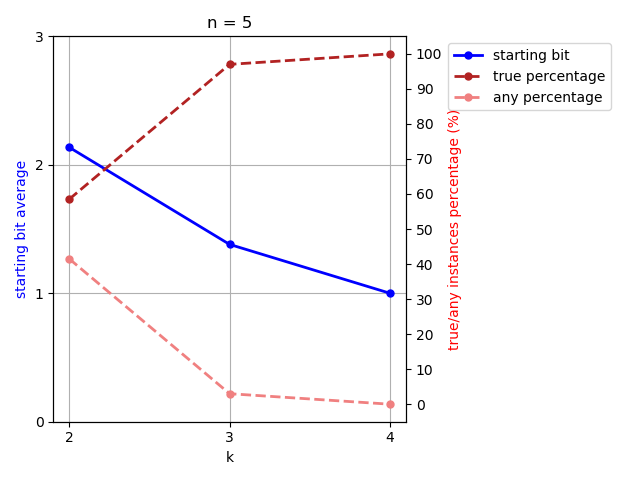 n = 5
starting bit
true percentage
any percentage
starting bit average
3
2
1
0
100
90
80
70
60
50
40
30
20
10
0
true/any instances percentage (%)
2
3
4
k